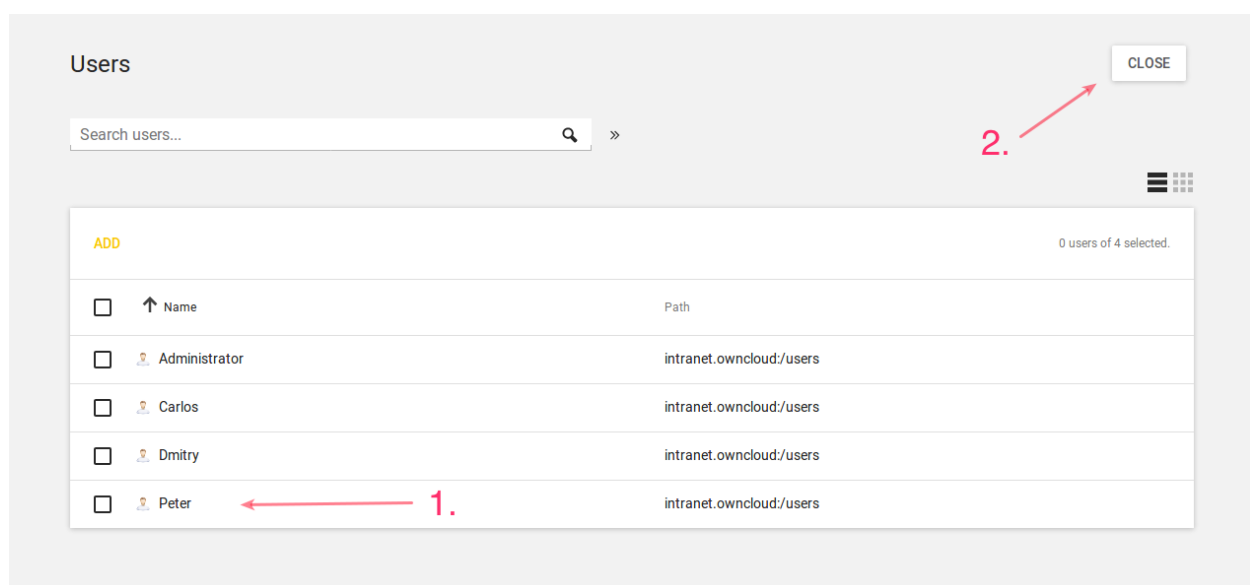 Users
CLOSE
Search users... »
2.
ADD
0 users of 4 selected.
Name Path
Administrator intranet.owncloud:/users
Carlos intranet.owncloud:/users
Dmitry intranet.owncloud:/users
Peter 1. intranet.owncloud:/users